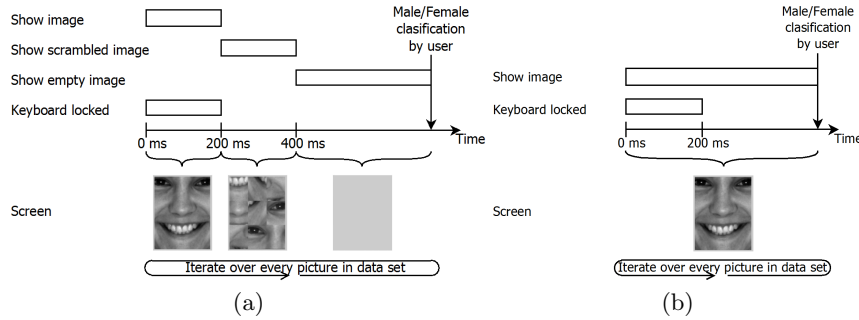 Show image
Show scrambled image
Show empty image
Keyboard locked
Male/Female
clasification
by user
0 ms
200 ms
400 ms
Time
Screen
Iterate over every picture in data set
(a)
Male/Female
clasification
by user
Show image
Keyboard locked
0 ms
200 ms
Time
Screen
Iterate over every picture in data set
(b)